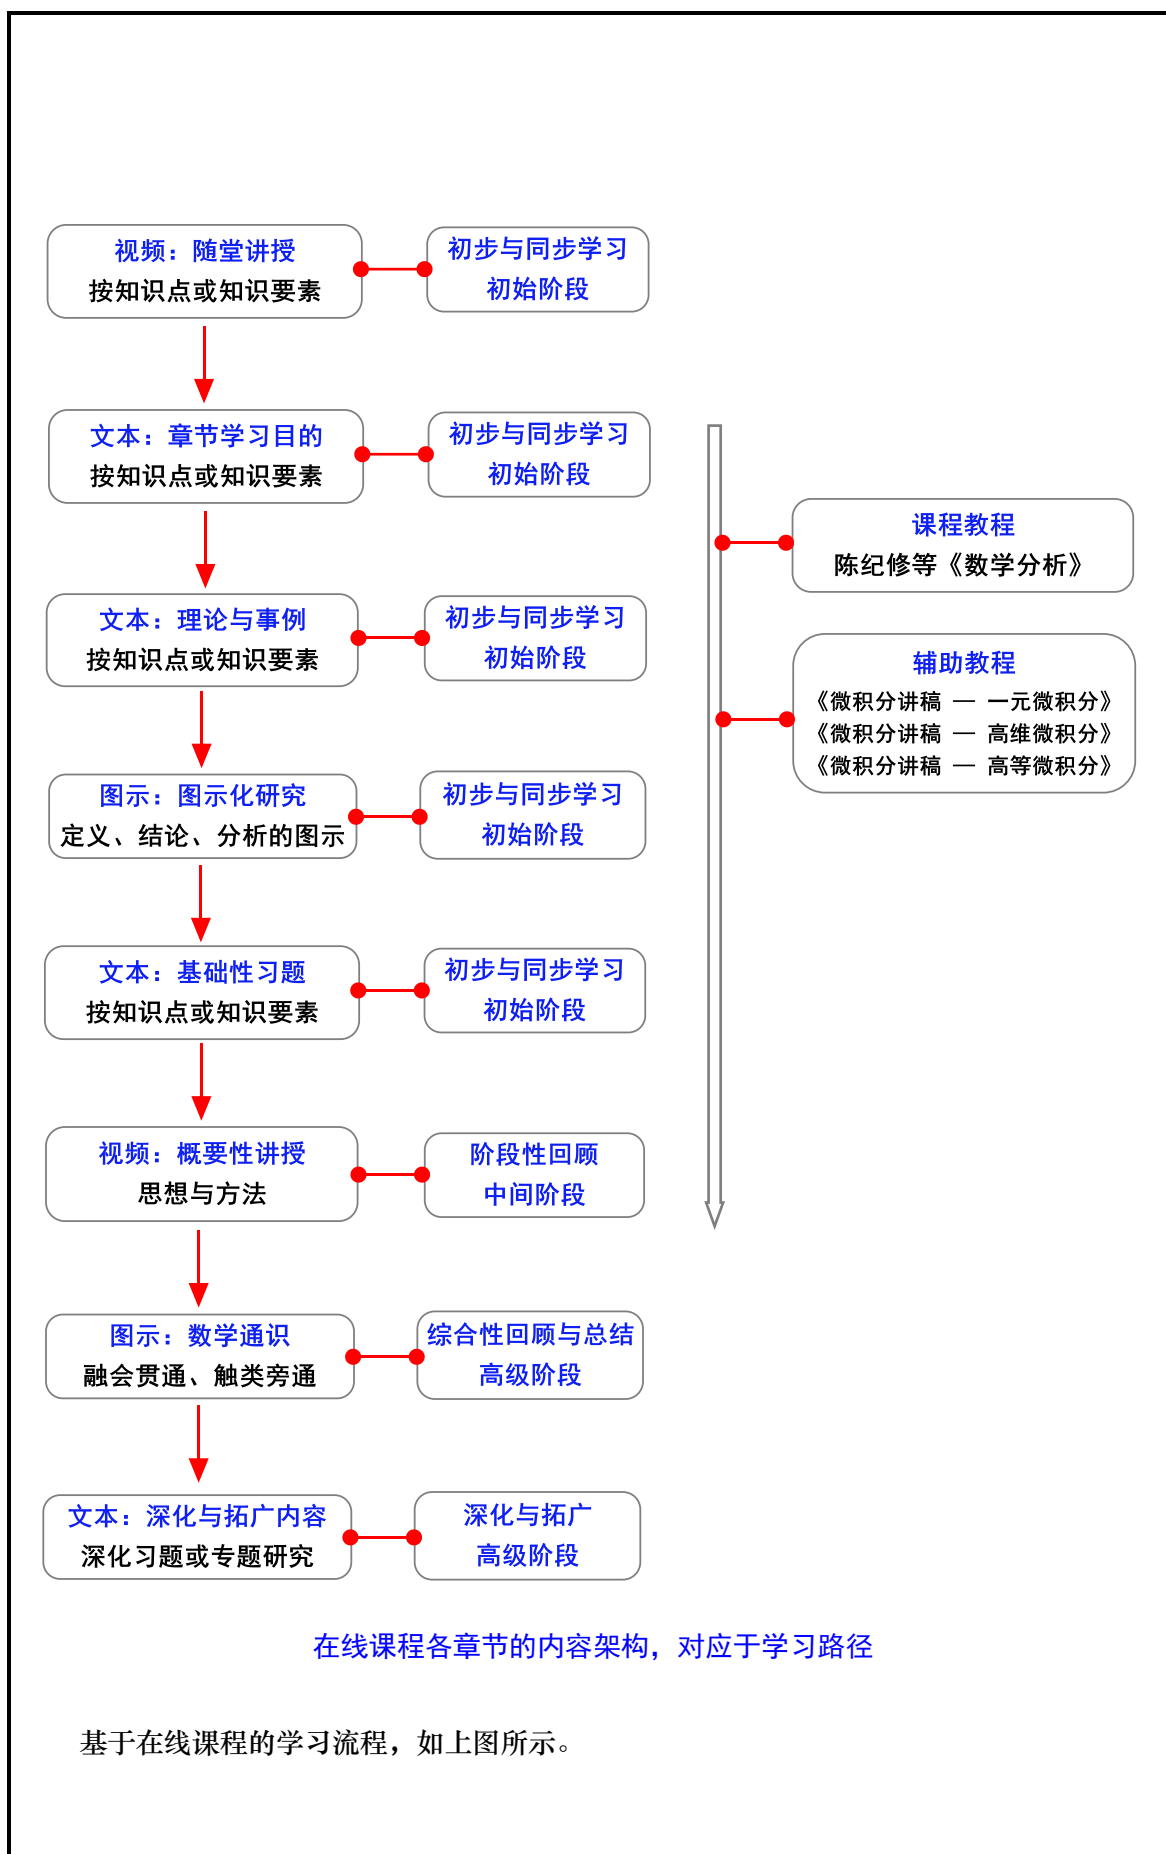 视频：随堂讲授
按知识点或知识要素
初步与同步学习
初始阶段
文本：章节学习目的
按知识点或知识要素
初步与同步学习
初始阶段
课程教程
陈纪修等《数学分析》
文本：理论与事例
按知识点或知识要素
初步与同步学习
初始阶段
辅助教程
《微积分讲稿 — 一元微积分》
《微积分讲稿 — 高维微积分》
《微积分讲稿 — 高等微积分》
图示：图示化研究
定义、结论、分析的图示
初步与同步学习
初始阶段
文本：基础性习题
按知识点或知识要素
初步与同步学习
初始阶段
视频：概要性讲授
思想与方法
阶段性回顾
中间阶段
图示：数学通识
融会贯通、触类旁通
综合性回顾与总结
高级阶段
文本：深化与拓广内容
深化习题或专题研究
深化与拓广
高级阶段
在线课程各章节的内容架构，对应于学习路径
基于在线课程的学习流程，如上图所示。